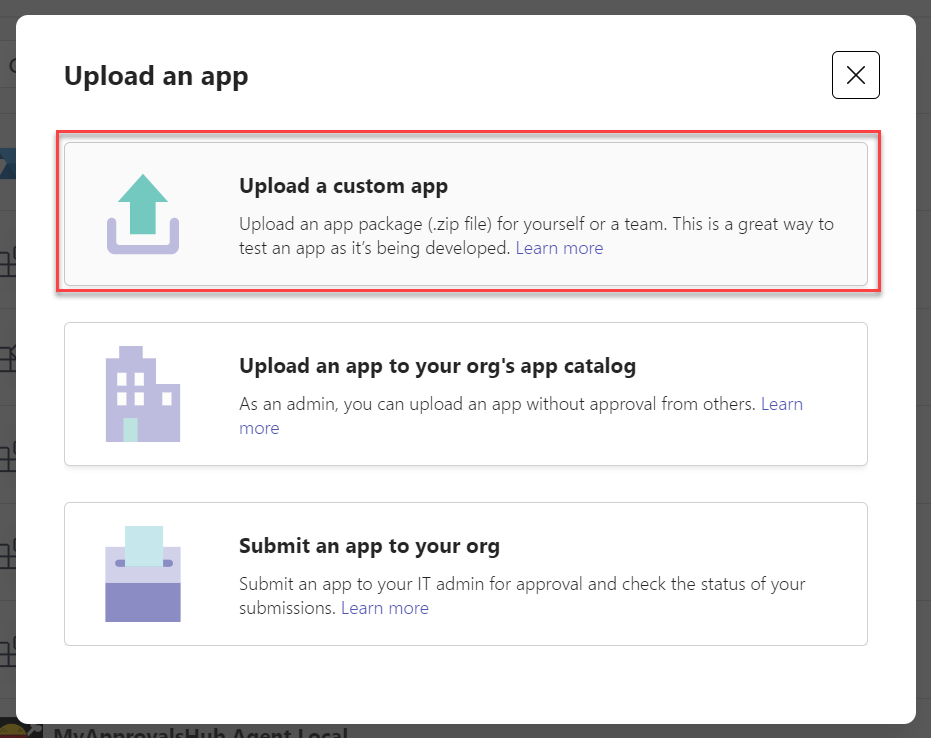 Upload an app
Upload a custom app
Upload an app package (.zip file) for yourself or a team. This is a great way to
test an app as it’s being developed. Learn more
Upload an app to your org's app catalog
As an admin, you can upload an app without approval from others. Learn
more
Submit an app to your org
Submit an app to your IT admin for approval and check the status of your
submissions. Learn more
MyApprovalsHub Agent Local